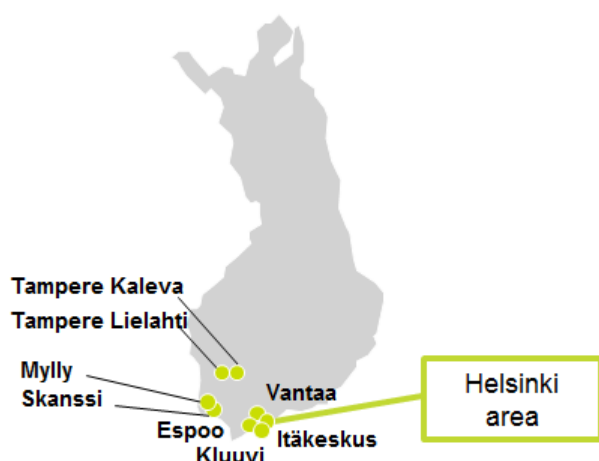 Tampere Kaleva
Tampere Lielahti
Mylly
Skanssi
Vantaa
Espoo
Itäkeskus
Kluuvi
Helsinki
area